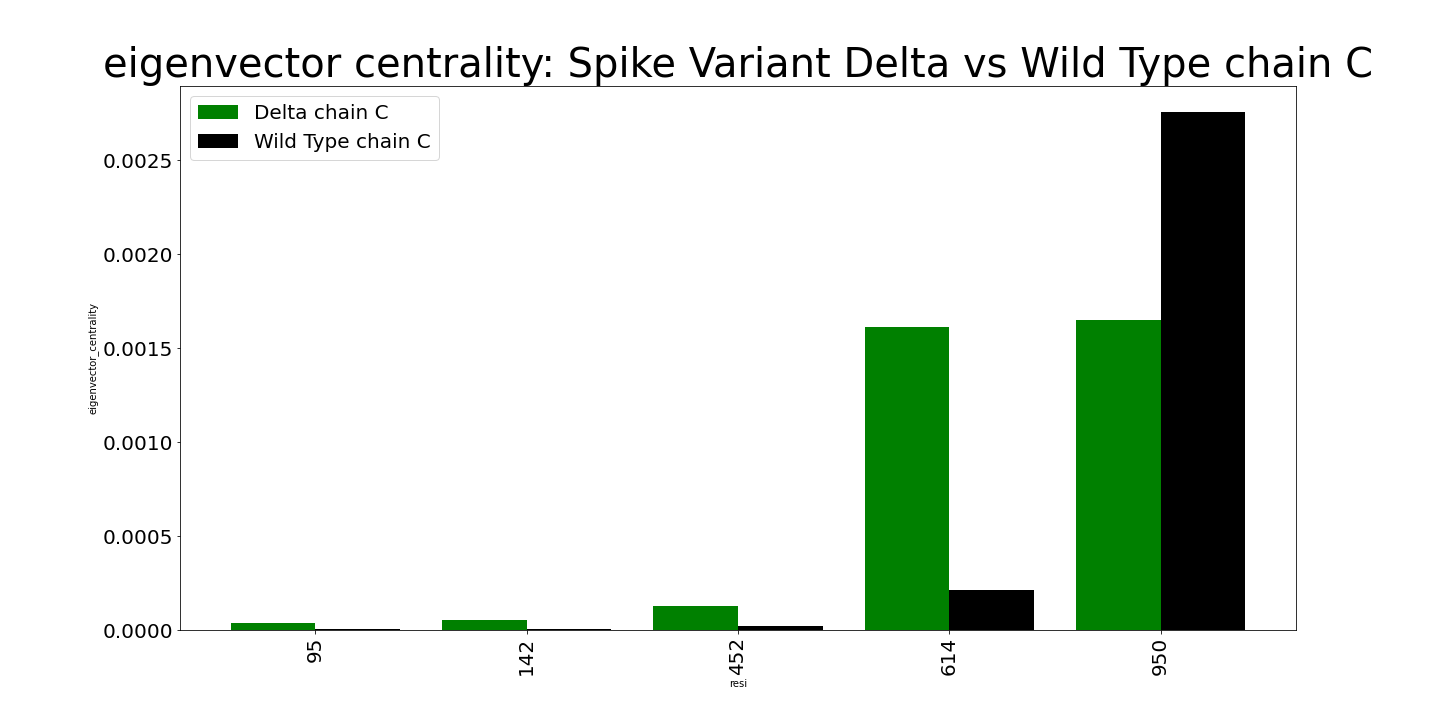 eigenvector centrality: Spike Variant Delta vs Wild Type chain C
Delta chain C
Wild Type chain C
0.0025
0.0020
0.0015
0.0010
0.0005
0.0000
eigenvector_centrality
95
142
452
614
950
resi